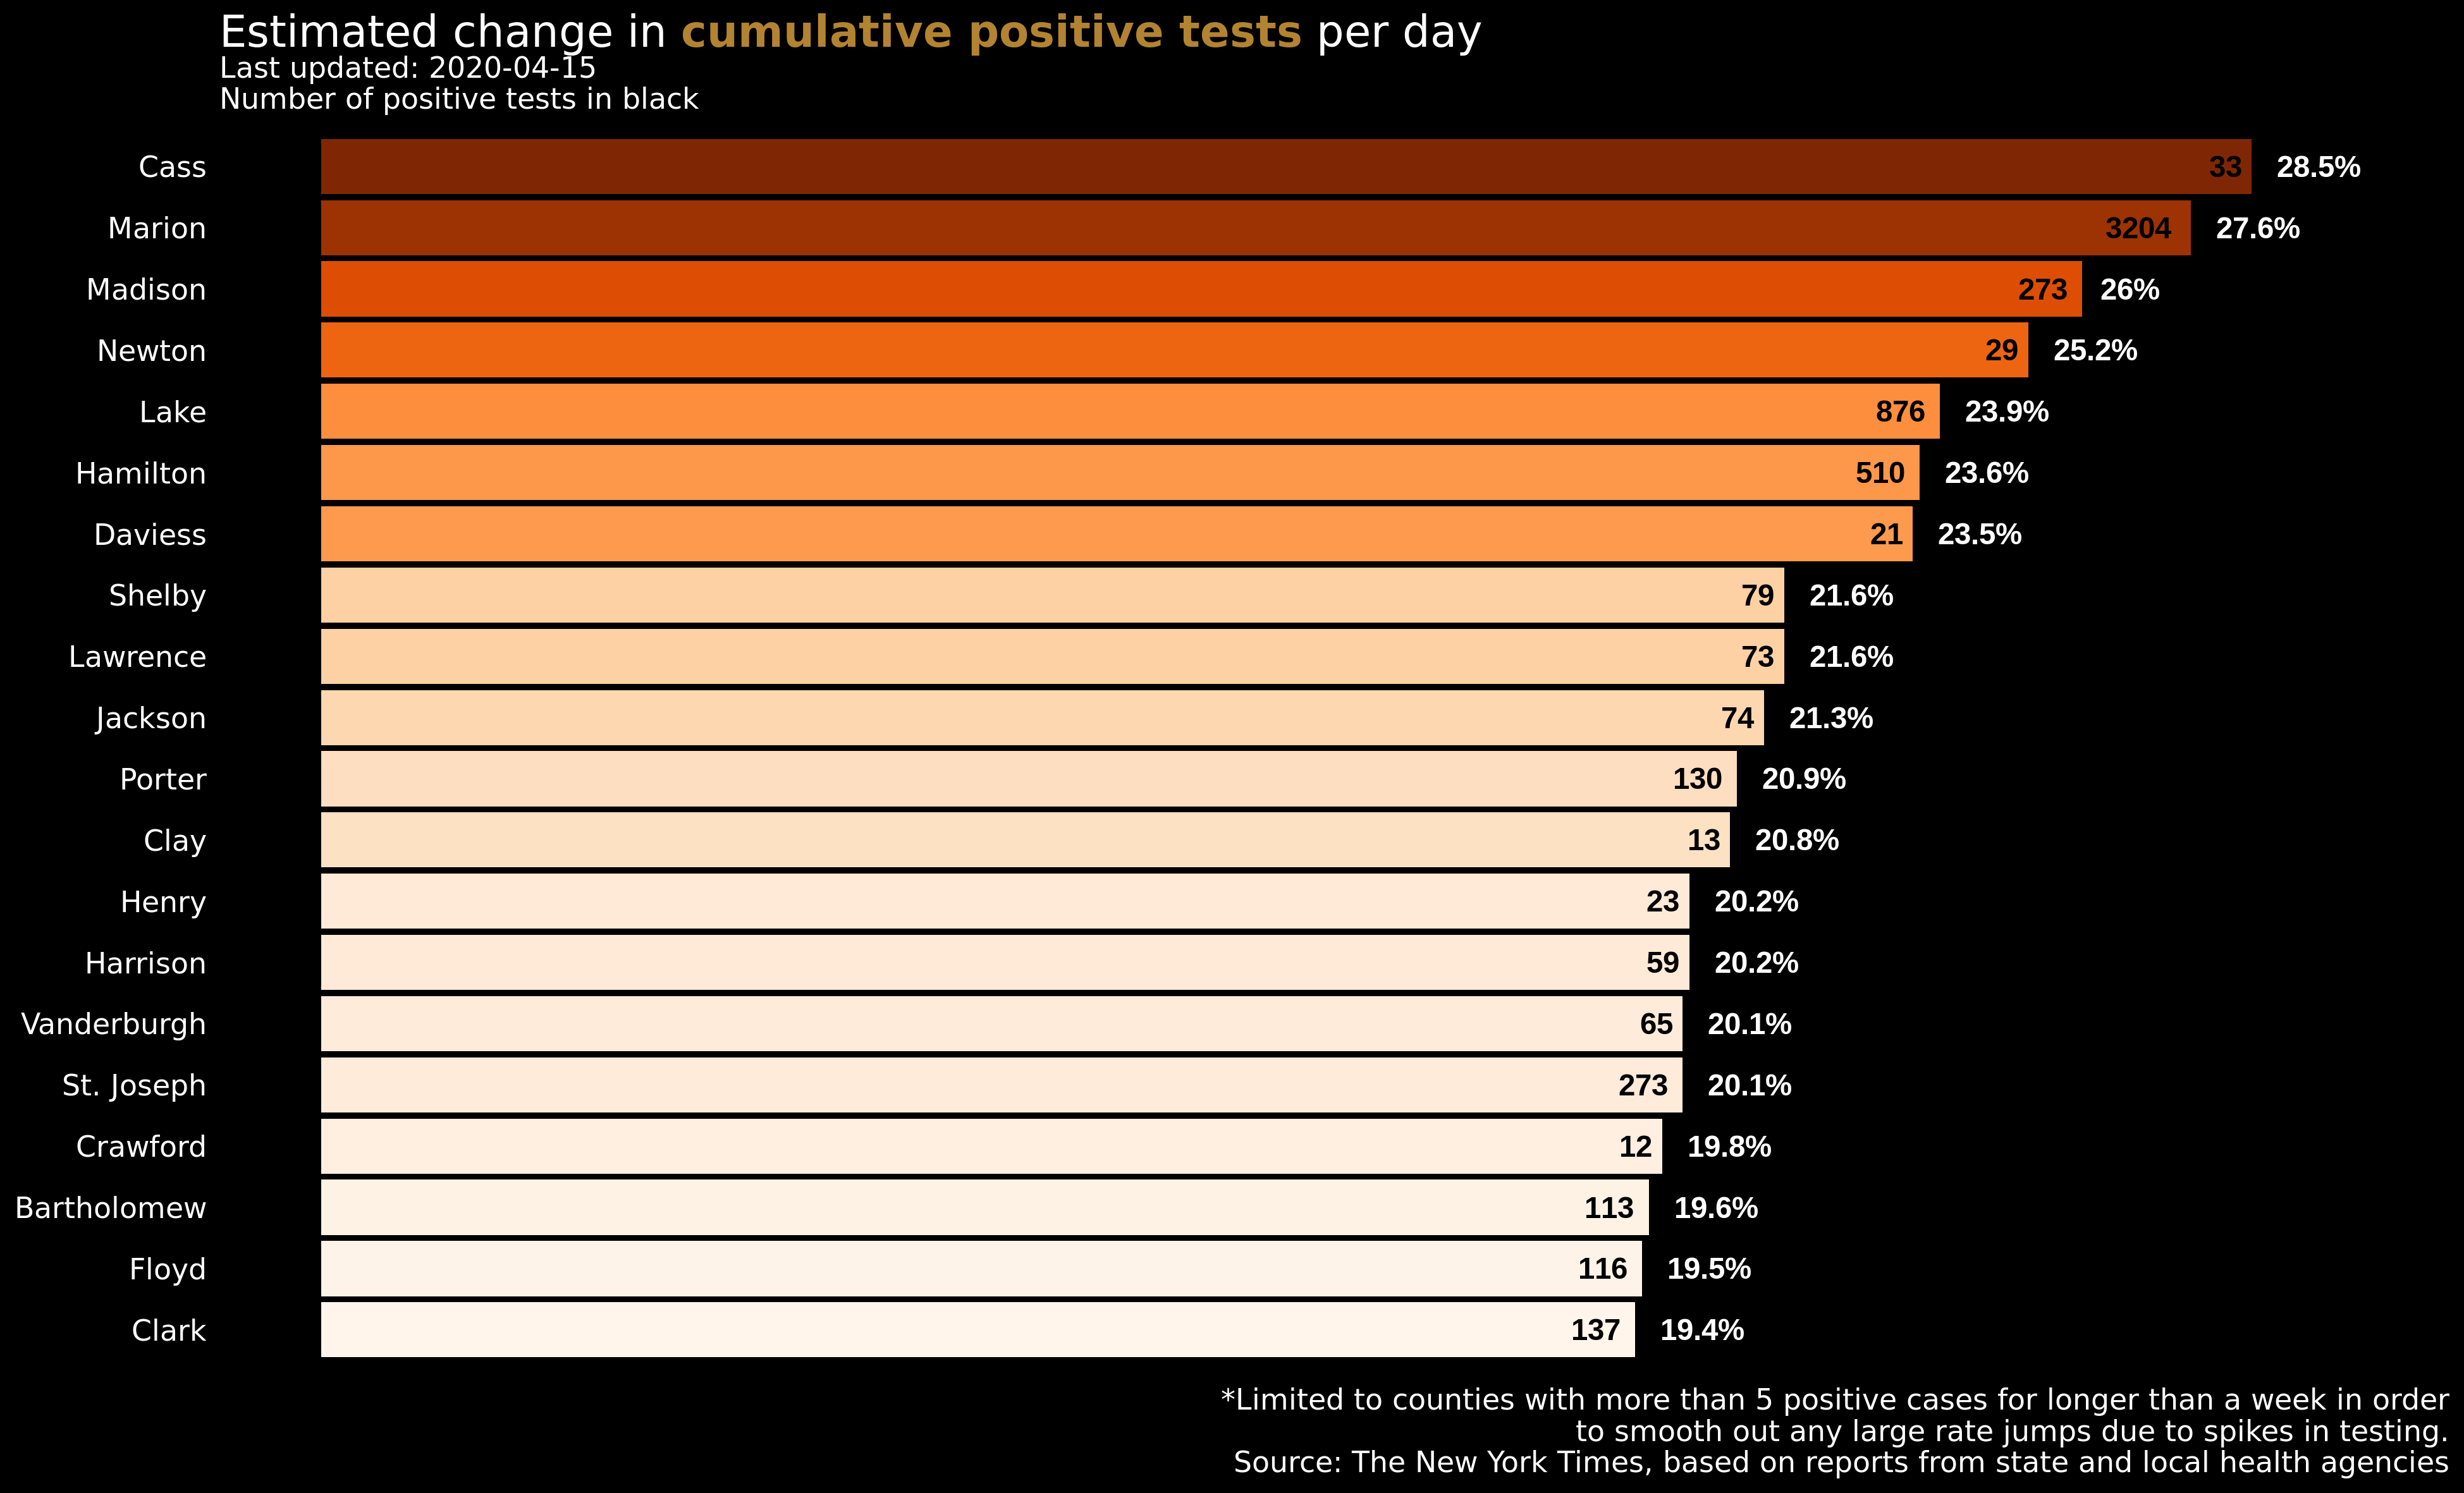 Estimated change in cumulative positive tests per day
Last updated: 2020-04-15
Number of positive tests in black
Cass 33 28.5%
Marion 3204 27.6%
Madison 273 26%
Newton 29 25.2%
Lake 876 23.9%
Hamilton 510 23.6%
Daviess 21 23.5%
Shelby 79 21.6%
Lawrence 73 21.6%
Jackson 74 21.3%
Porter 130 20.9%
Clay 13 20.8%
Henry 23 20.2%
Harrison 59 20.2%
Vanderburgh 65 20.1%
St. Joseph 273 20.1%
Crawford 12 19.8%
Bartholomew 113 19.6%
Floyd 116 19.5%
Clark 137 19.4%
*Limited to counties with more than 5 positive cases for longer than a week in order
to smooth out any large rate jumps due to spikes in testing.
Source: The New York Times, based on reports from state and local health agencies